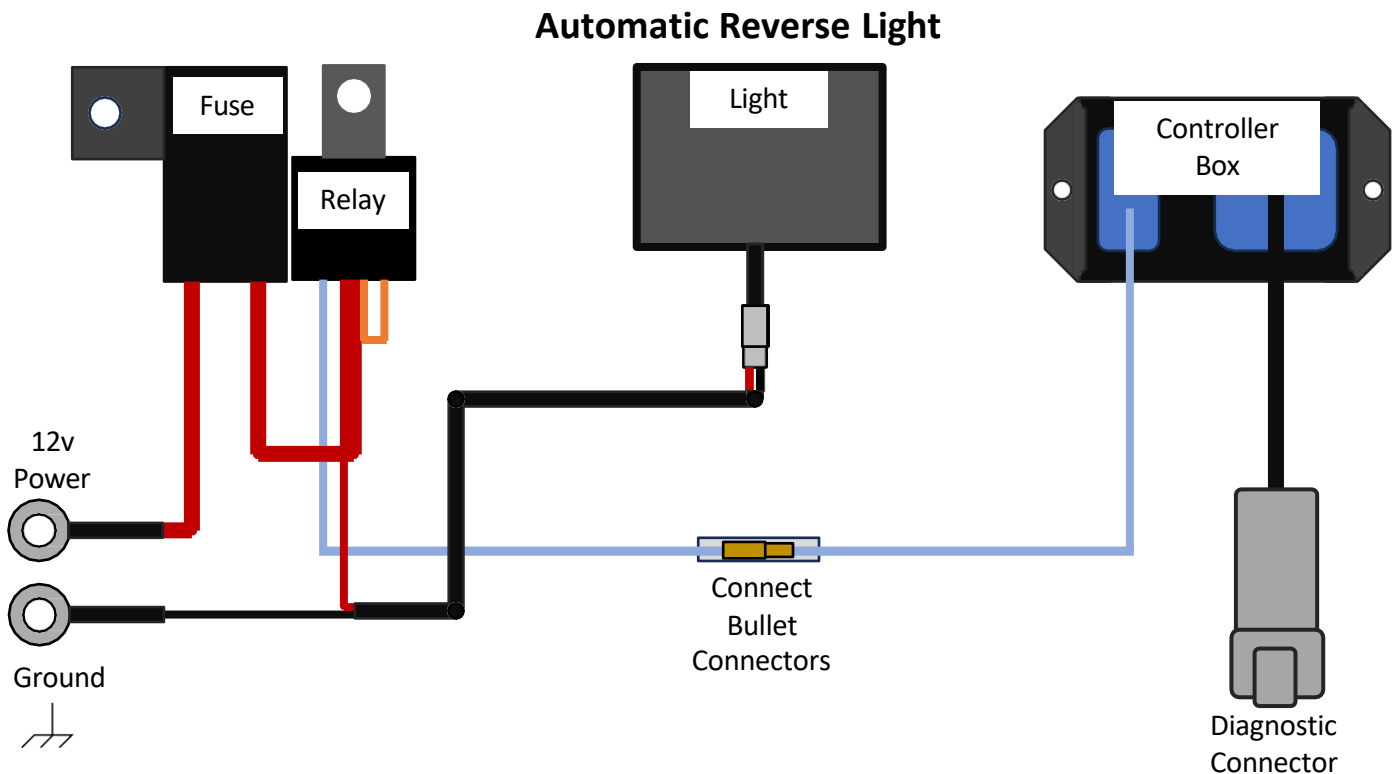 Automatic Reverse Light
Fuse
Relay
Light
Controller
Box
12v
Power
Ground
Connect
Bullet
Connectors
Diagnostic
Connector